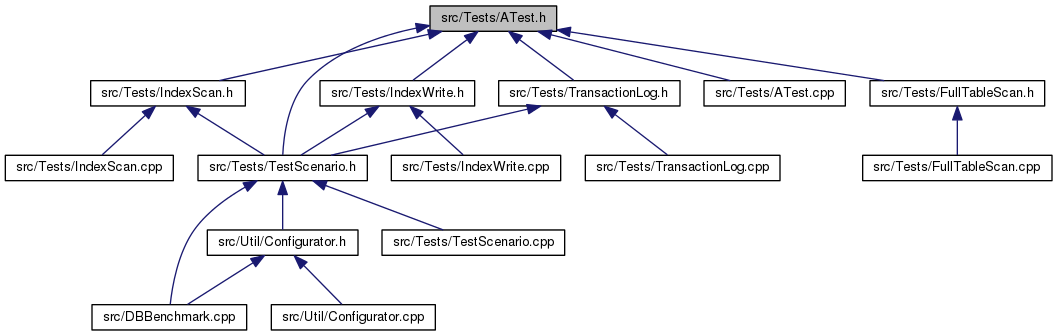 src/Tests/ATest.h
src/Tests/IndexScan.h
src/Tests/IndexWrite.h
src/Tests/TransactionLog.h
src/Tests/ATest.cpp
src/Tests/FullTableScan.h
src/Tests/IndexScan.cpp
src/Tests/TestScenario.h
src/Tests/IndexWrite.cpp
src/Tests/TransactionLog.cpp
src/Tests/FullTableScan.cpp
src/Util/Configurator.h
src/Tests/TestScenario.cpp
src/DBBenchmark.cpp
src/Util/Configurator.cpp